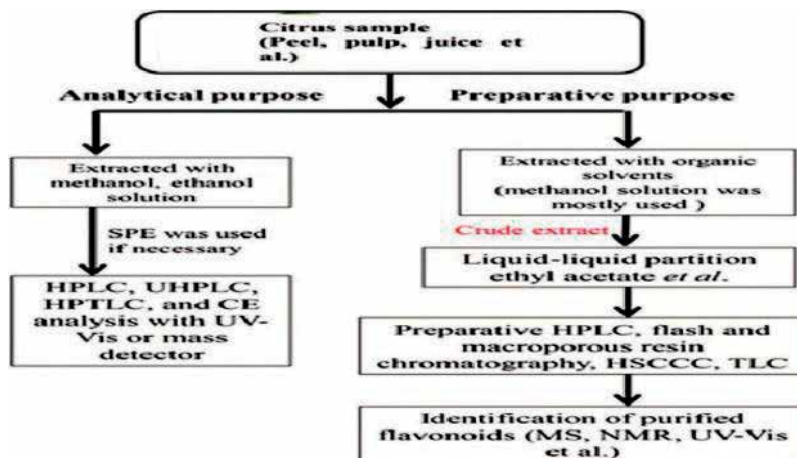 Citrus sample
(Peel, pulp, juice et
al.)
Analytical purpose
Preparative purpose
Extracted with
methanol, ethanol
solution
SPE was used
if necessary
HPLC, UHPLC,
HPTLC, and CE
analysis with UV-
Vis or mass
detector
Extracted with organic
solvents
(methanol solution was
mostly used )
Crude extract
Liquid-liquid partition
ethyl acetate et al.
Preparative HPLC, flash and
macroporous resin
chromatography, HSCCC, TLC
Identification of purified
flavonoids (MS, NMR, UV-Vis
et al.)